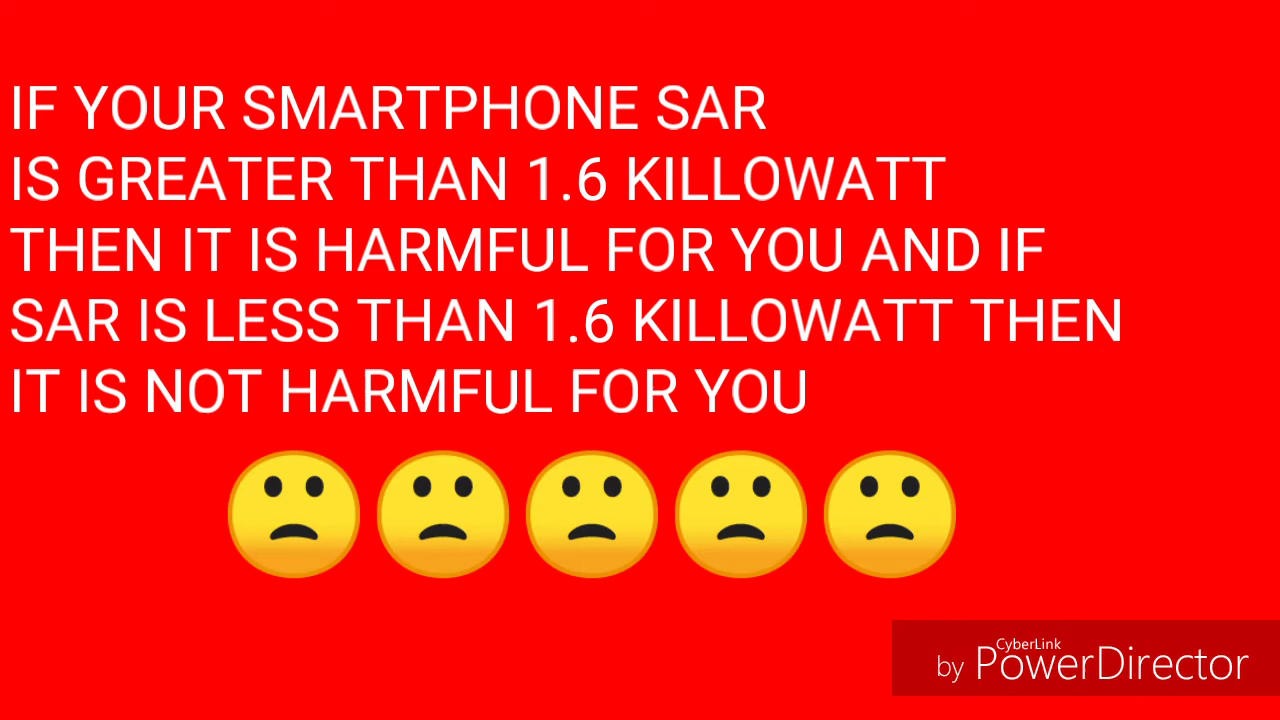 IF YOUR SMARTPHONE SAR
IS GREATER THAN 1.6 KILLOWATT
THEN IT IS HARMFUL FOR YOU AND IF
SAR IS LESS THAN 1.6 KILLOWATT THEN
IT IS NOT HARMFUL FOR YOU
CyberLink
by PowerDirector